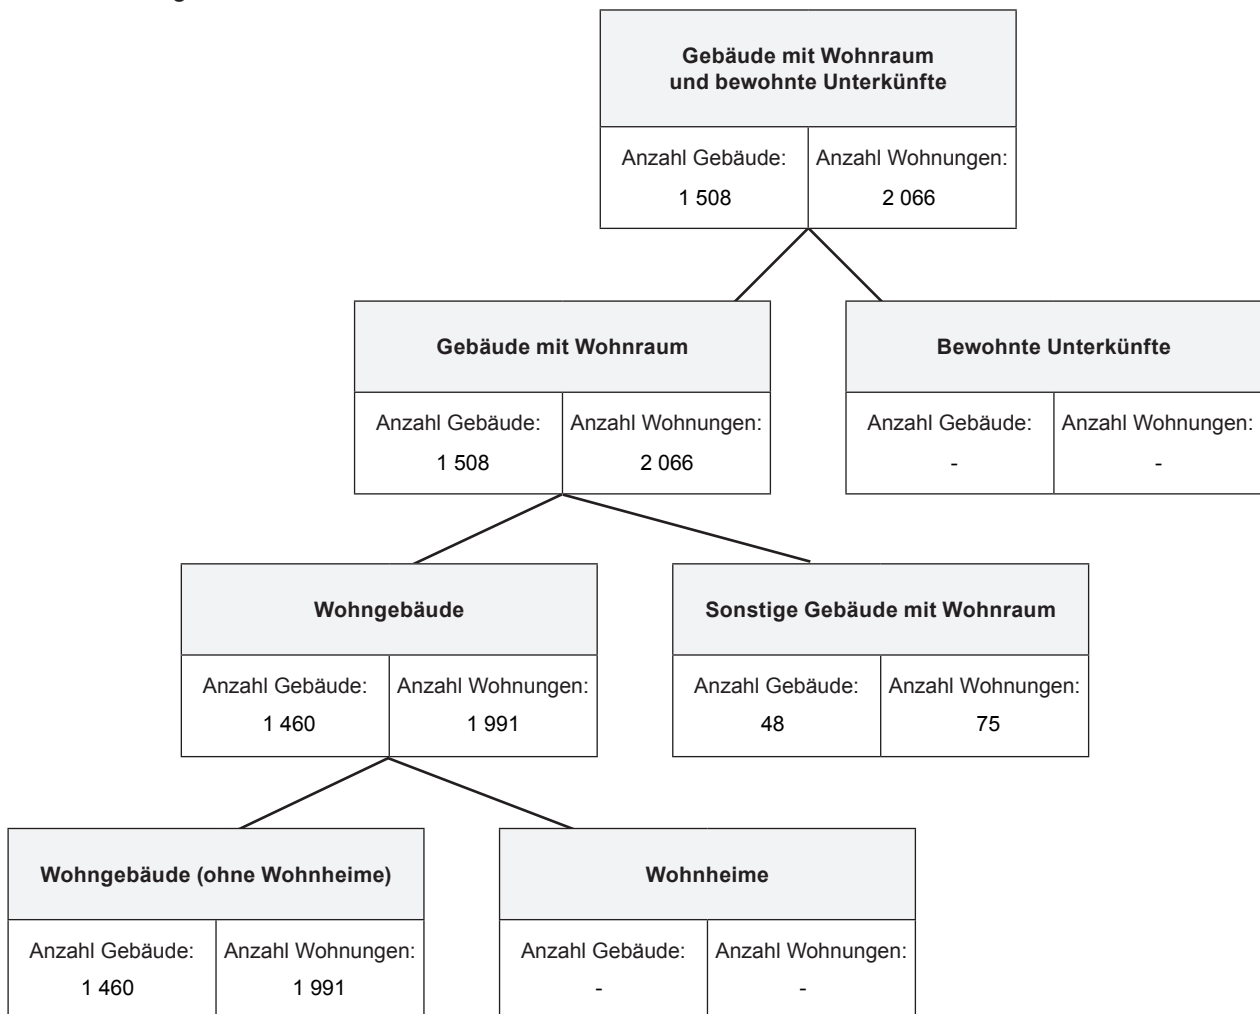 Gebäude mit Wohnraum
und bewohnte Unterkünfte
Anzahl Gebäude: Anzahl Wohnungen:
1 508 2 066
Gebäude mit Wohnraum Bewohnte Unterkünfte
Anzahl Gebäude: Anzahl Wohnungen: Anzahl Gebäude: Anzahl Wohnungen:
1 508 2 066 - -
Wohngebäude Sonstige Gebäude mit Wohnraum
Anzahl Gebäude: Anzahl Wohnungen: Anzahl Gebäude: Anzahl Wohnungen:
1 460 1 991 48 75
Wohngebäude (ohne Wohnheime) Wohnheime
Anzahl Gebäude: Anzahl Wohnungen: Anzahl Gebäude: Anzahl Wohnungen:
1 460 1 991 - -